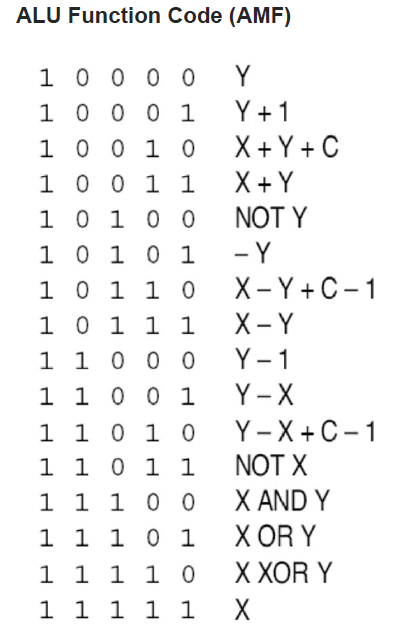 ALU Function Code (AMF)
1 0 0 0 0 Y
1 0 0 0 1 Y + 1
1 0 0 1 0 X + Y + C
1 0 0 1 1 X + Y
1 0 1 0 0 NOT Y
1 0 1 0 1 – Y
1 0 1 1 0 X – Y + C – 1
1 0 1 1 1 X – Y
1 1 0 0 0 Y – 1
1 1 0 0 1 Y – X
1 1 0 1 0 Y – X + C – 1
1 1 0 1 1 NOT X
1 1 1 0 0 X AND Y
1 1 1 0 1 X OR Y
1 1 1 1 0 X XOR Y
1 1 1 1 1 X